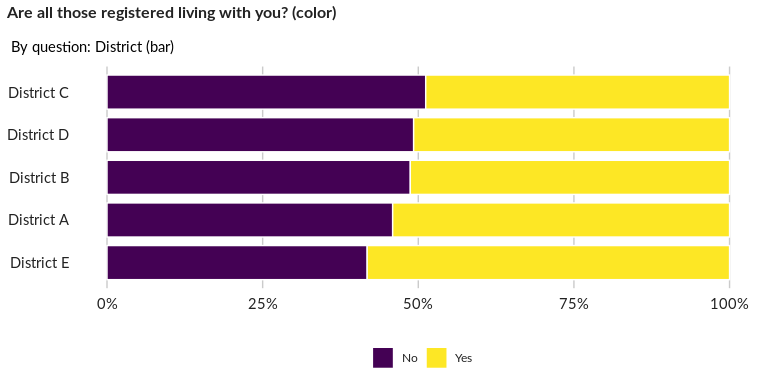 Are all those registered living with you? (color)
By question: District (bar)
District C
District D
District B
District A
District E
0% 25% 50% 75% 100%
No Yes